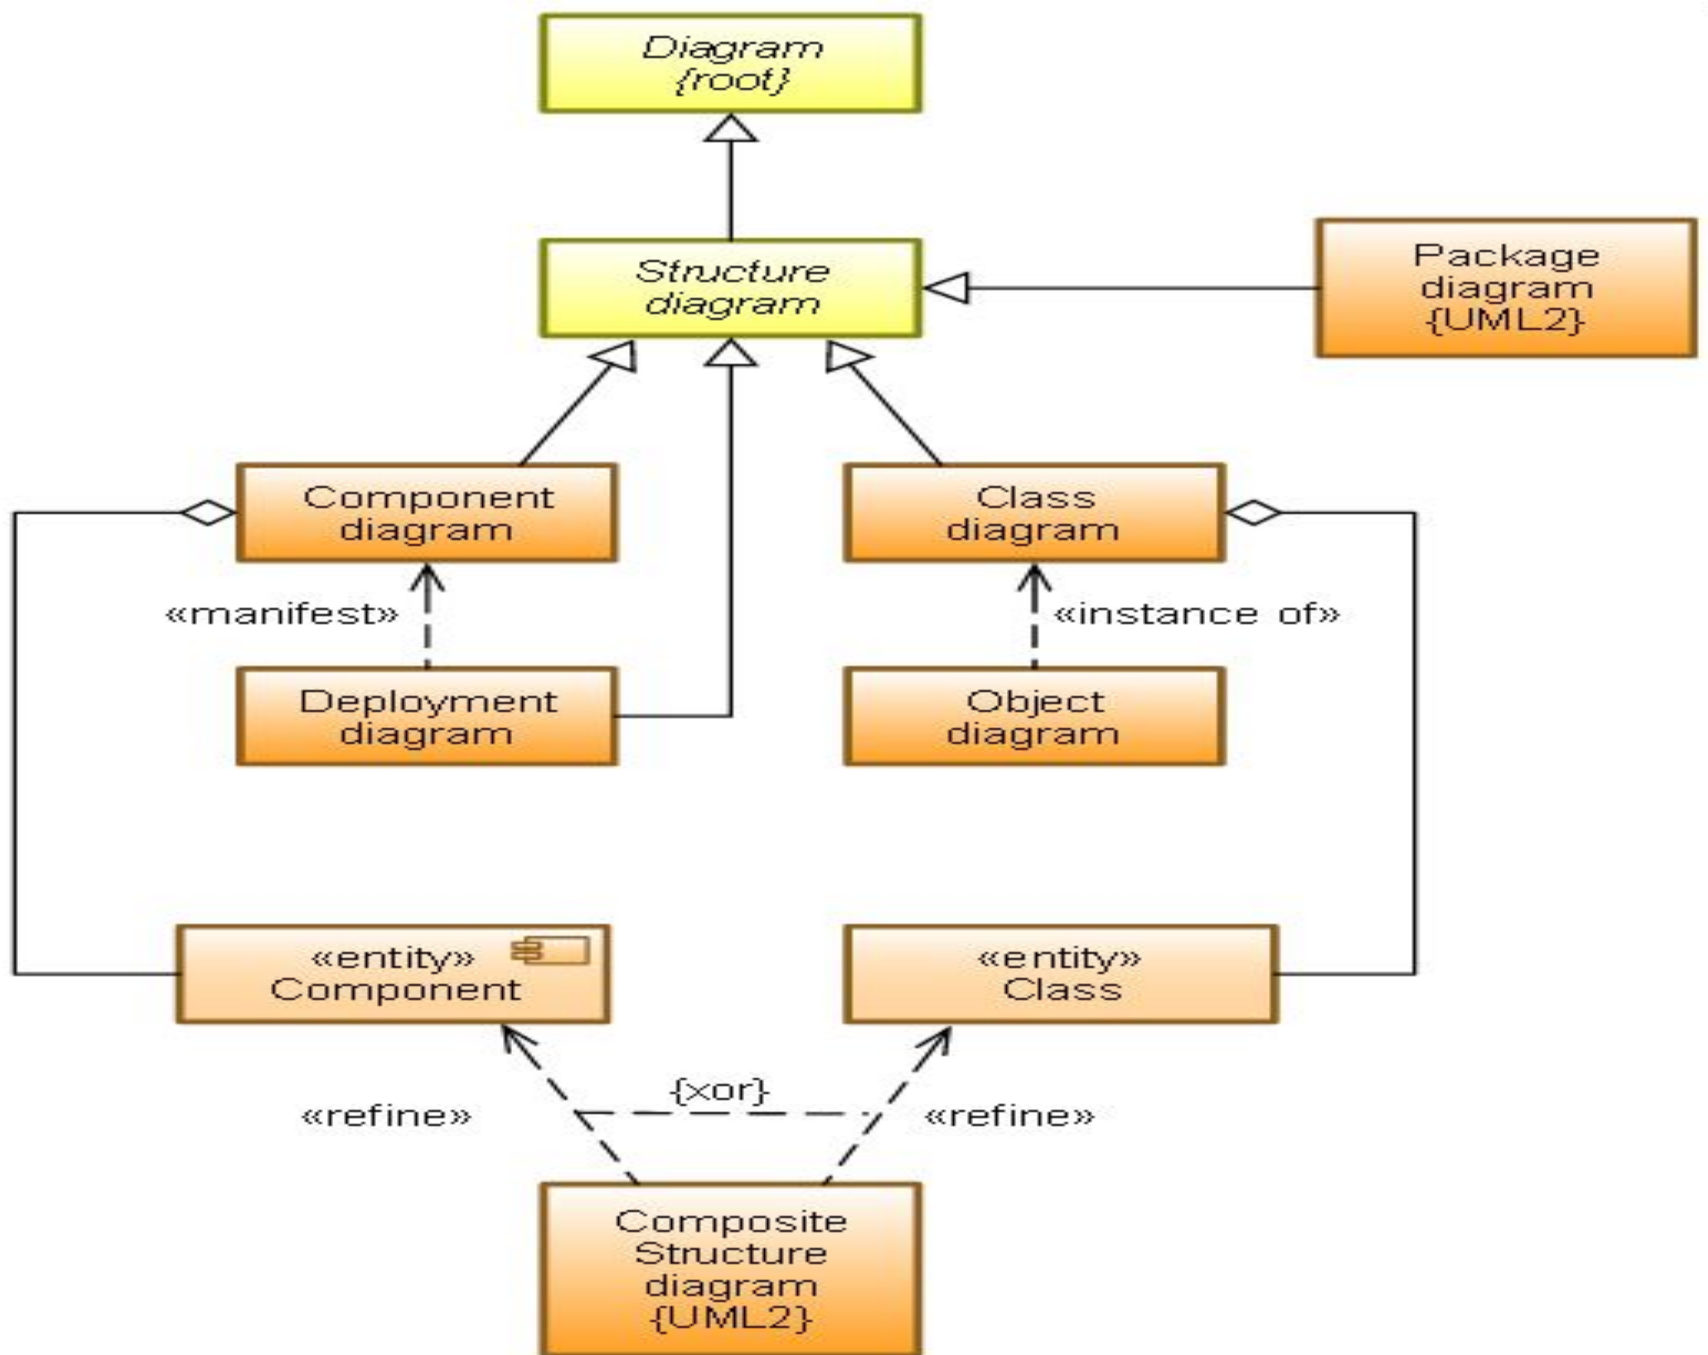 Diagram
{root}
Structure
diagram
Package
diagram
{UML2}
Component
diagram
Class
diagram
«manifest»
«instance of»
Deployment
diagram
Object
diagram
«entity»
Component
«entity»
Class
{xor}
«refine»
«refine»
Composite
Structure
diagram
{UML2}